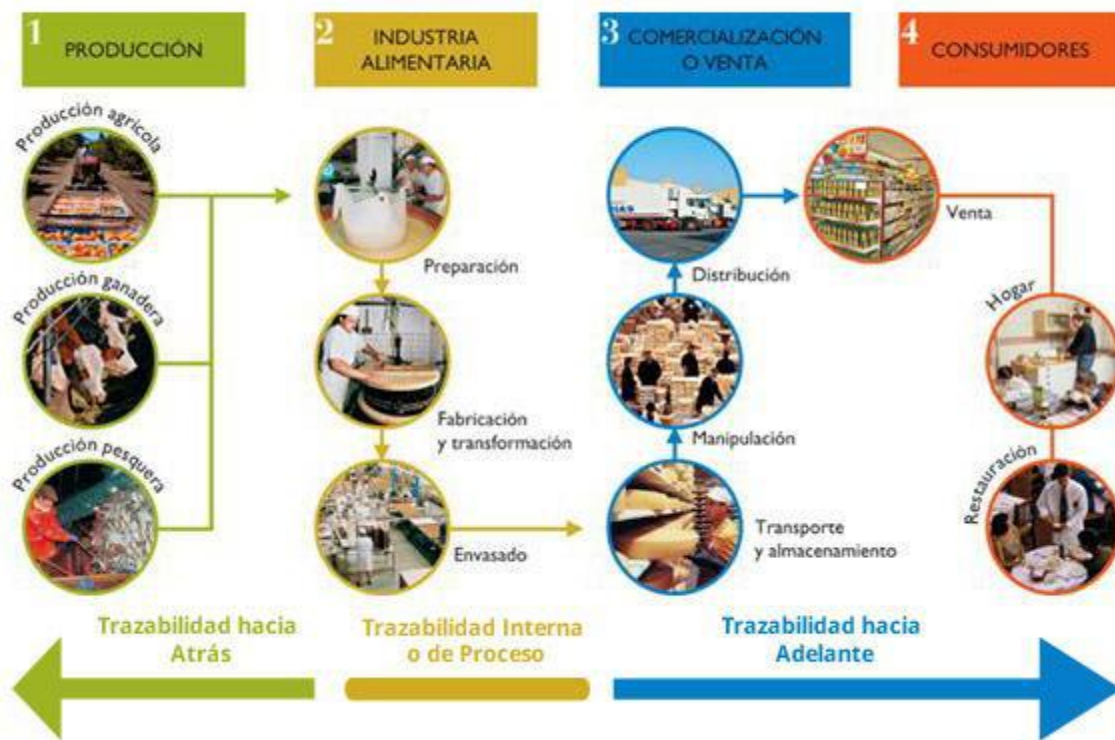 1 PRODUCCIÓN
2 INDUSTRIA
ALIMENTARIA
3 COMERCIALIZACIÓN
O VENTA
4 CONSUMIDORES
Producción agrícola
Producción ganadera
Producción pesquera
Preparación
Fabricación
y transformación
Envasado
Distribución
Manipulación
Transporte
y almacenamiento
Venta
Hogar
Restauración
Trazabilidad hacia
Atrás
Trazabilidad Interna
o de Proceso
Trazabilidad hacia
Adelante